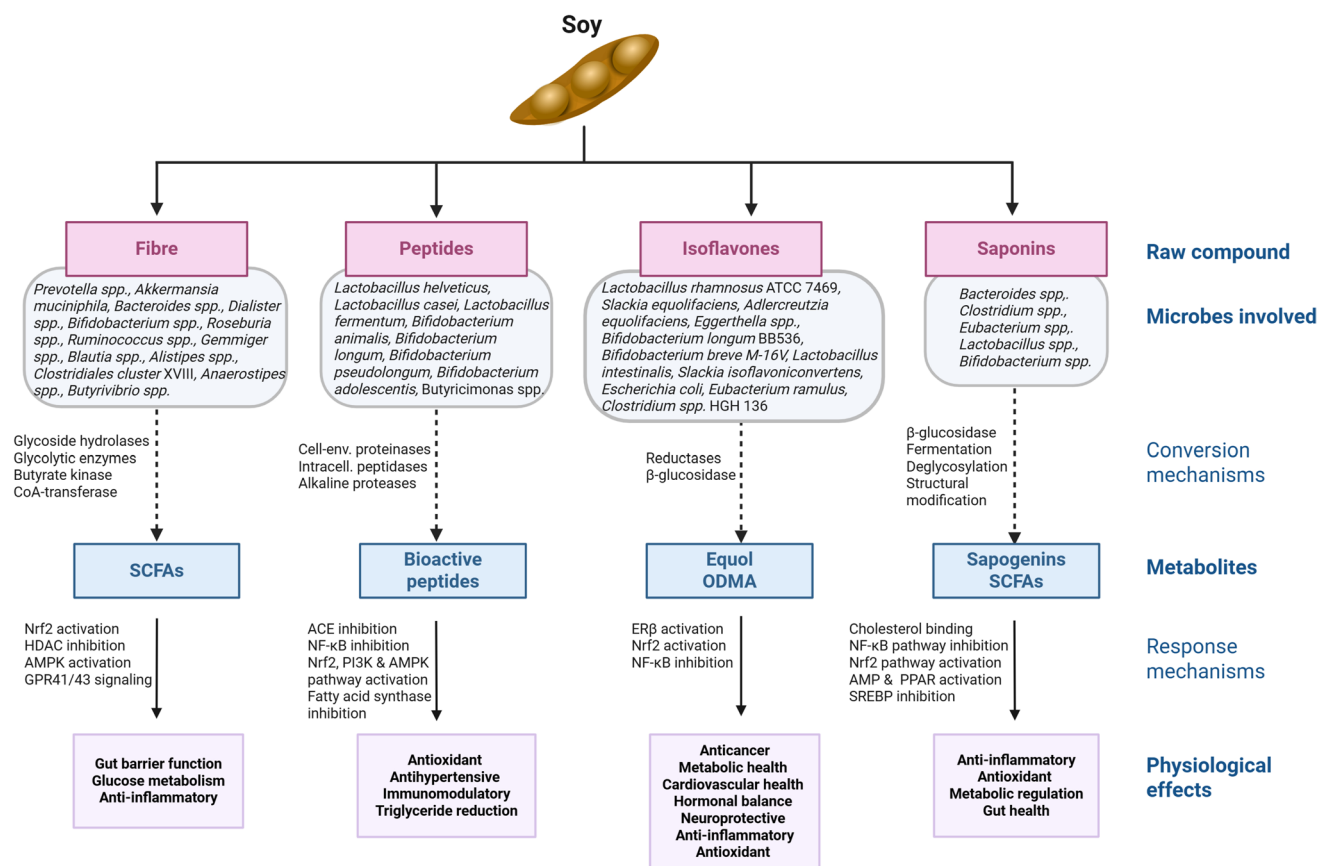 Soy
Fibre
Peptides
Isoflavones
Saponins
Raw compound
Prevotella spp., Akkermansia
muciniphila, Bacteroides spp., Dialister
spp., Bifidobacterium spp., Roseburia
spp., Ruminococcus spp., Gemmiger
spp., Blautia spp., Alistipes spp.,
Clostridiales cluster XVIII, Anaerostipes
spp., Butyrivibrio spp.
Lactobacillus helveticus,
Lactobacillus casei, Lactobacillus
fermentum, Bifidobacterium
animalis, Bifidobacterium
longum, Bifidobacterium
pseudolongum, Bifidobacterium
adolescentis, Butyricimonas spp.
Lactobacillus rhamnosus ATCC 7469,
Slackia equolifaciens, Adlercreutzia
equolifaciens, Eggerthella spp.,
Bifidobacterium longum BB536,
Bifidobacterium breve M-16V, Lactobacillus
intestinalis, Slackia isoflavoniconvertens,
Escherichia coli, Eubacterium ramulus,
Clostridium spp. HGH 136
Bacteroides spp,.
Clostridium spp.,
Eubacterium spp,.
Lactobacillus spp.,
Bifidobacterium spp.
Microbes involved
Glycoside hydrolases
Glycolytic enzymes
Butyrate kinase
CoA-transferase
Cell-env. proteinases
Intracell. peptidases
Alkaline proteases
Reductases
β-glucosidase
β-glucosidase
Fermentation
Deglycosylation
Structural
modification
Conversion
mechanisms
SCFAs
Bioactive
peptides
Equol
ODMA
Sapogenins
SCFAs
Metabolites
Nrf2 activation
HDAC inhibition
AMPK activation
GPR41/43 signaling
ACE inhibition
NF-κB inhibition
Nrf2, PI3K & AMPK
pathway activation
Fatty acid synthase
inhibition
ERβ activation
Nrf2 activation
NF-κB inhibition
Cholesterol binding
NF-κB pathway inhibition
Nrf2 pathway activation
AMP & PPAR activation
SREBP inhibition
Response
mechanisms
Gut barrier function
Glucose metabolism
Anti-inflammatory
Antioxidant
Antihypertensive
Immunomodatory
Triglyceride reduction
Anticancer
Metabolic health
Cardiovascular health
Hormonal balance
Neuroprotective
Anti-inflammatory
Antioxidant
Anti-inflammatory
Antioxidant
Metabolic regulation
Gut health
Physiological
effects